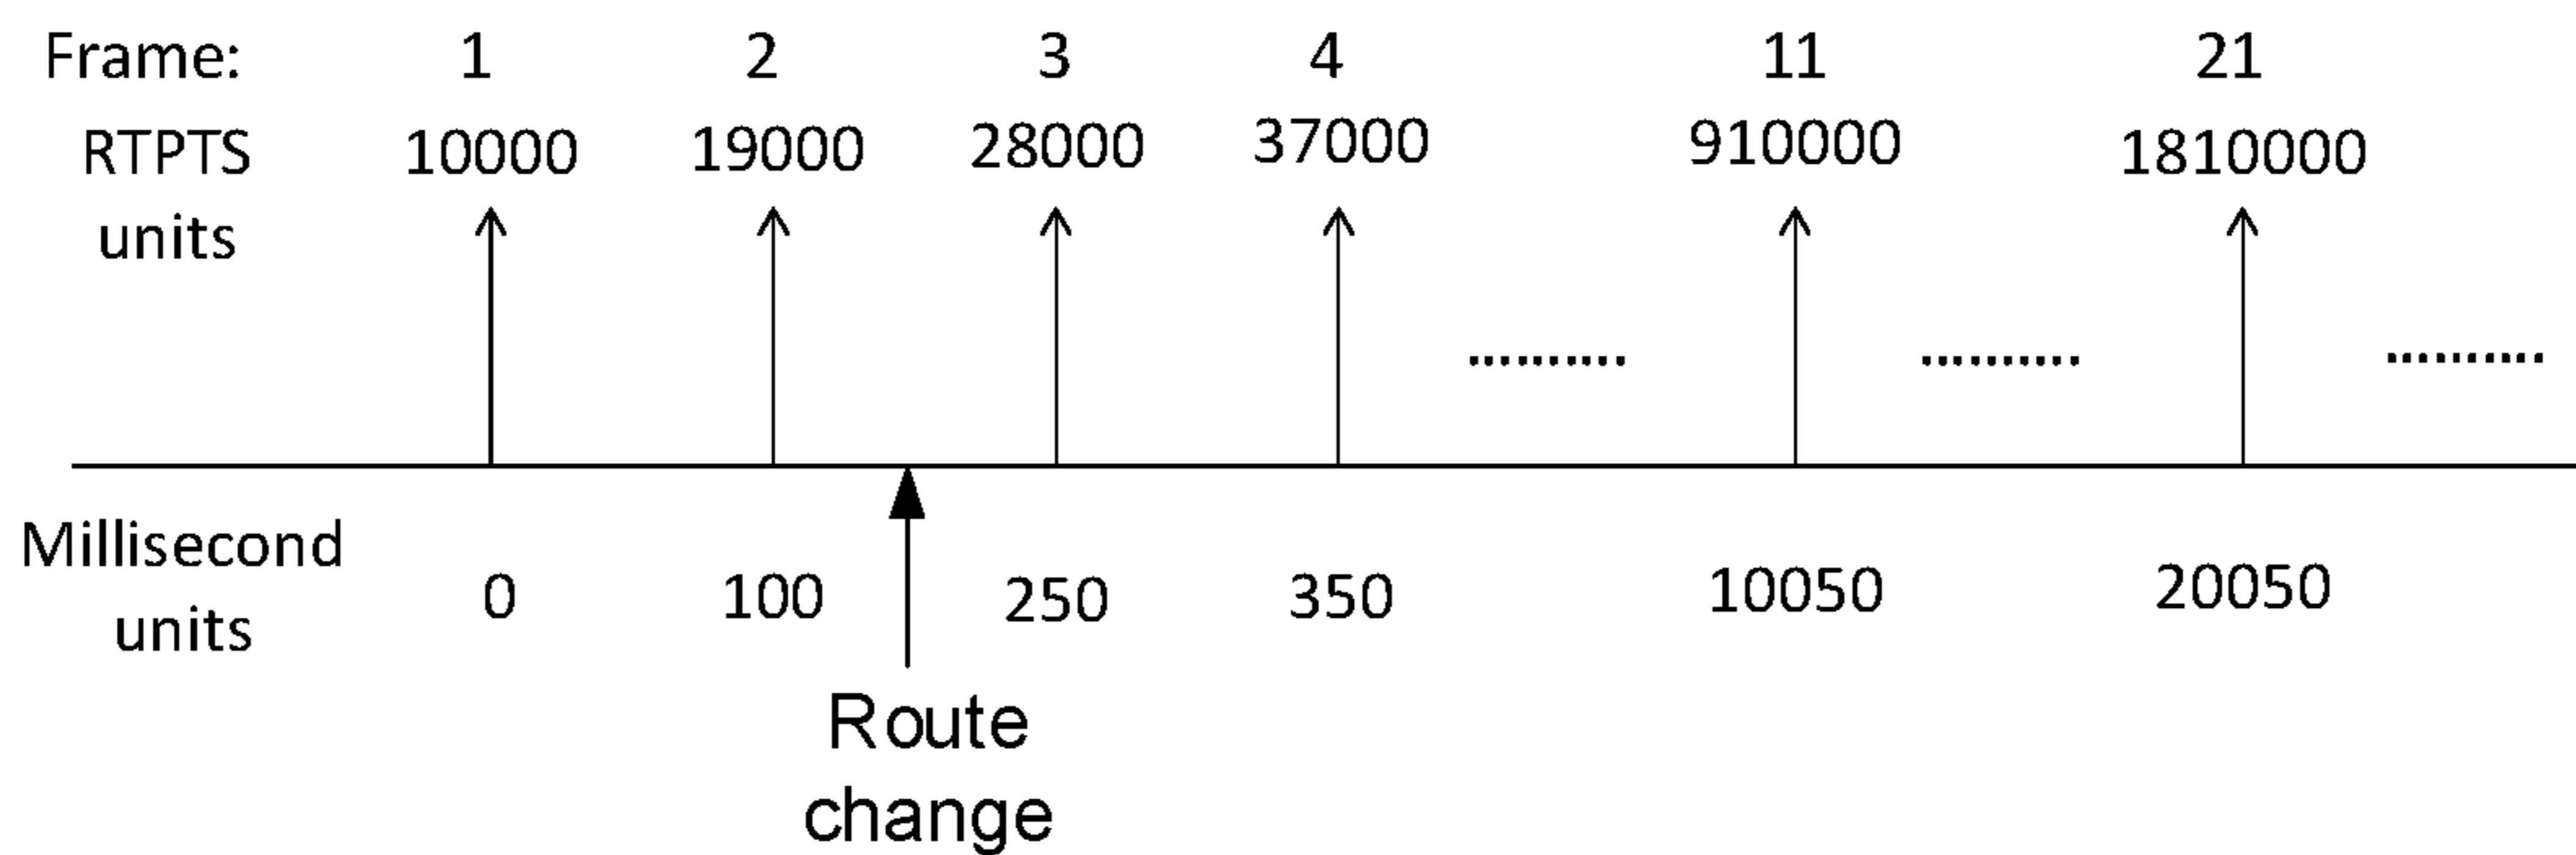 Frame: 1 2 3 4 11 21
RTPTS 10000 19000 28000 37000 910000 1810000
units
Millisecond
units 0 100 250 350 10050 20050
Route
change